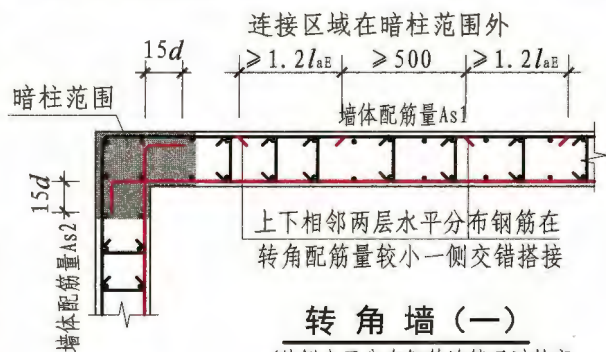 连接区域在暗柱范围外
15d
≥1.2laE ≥500 ≥1.2laE
暗柱范围
墙体配筋量As1
15d
墙体配筋量As2
上下相邻两层水平分布钢筋在
转角配筋量较小一侧交错搭接
转角墙（一）